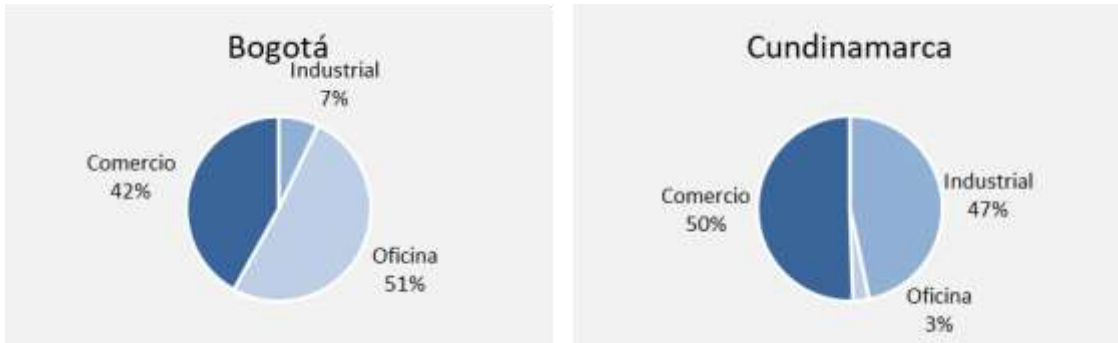 Bogotá
Industrial
7%
Comercio
42%
Oficina
51%
Cundinamarca
Comercio
50%
Industrial
47%
Oficina
3%